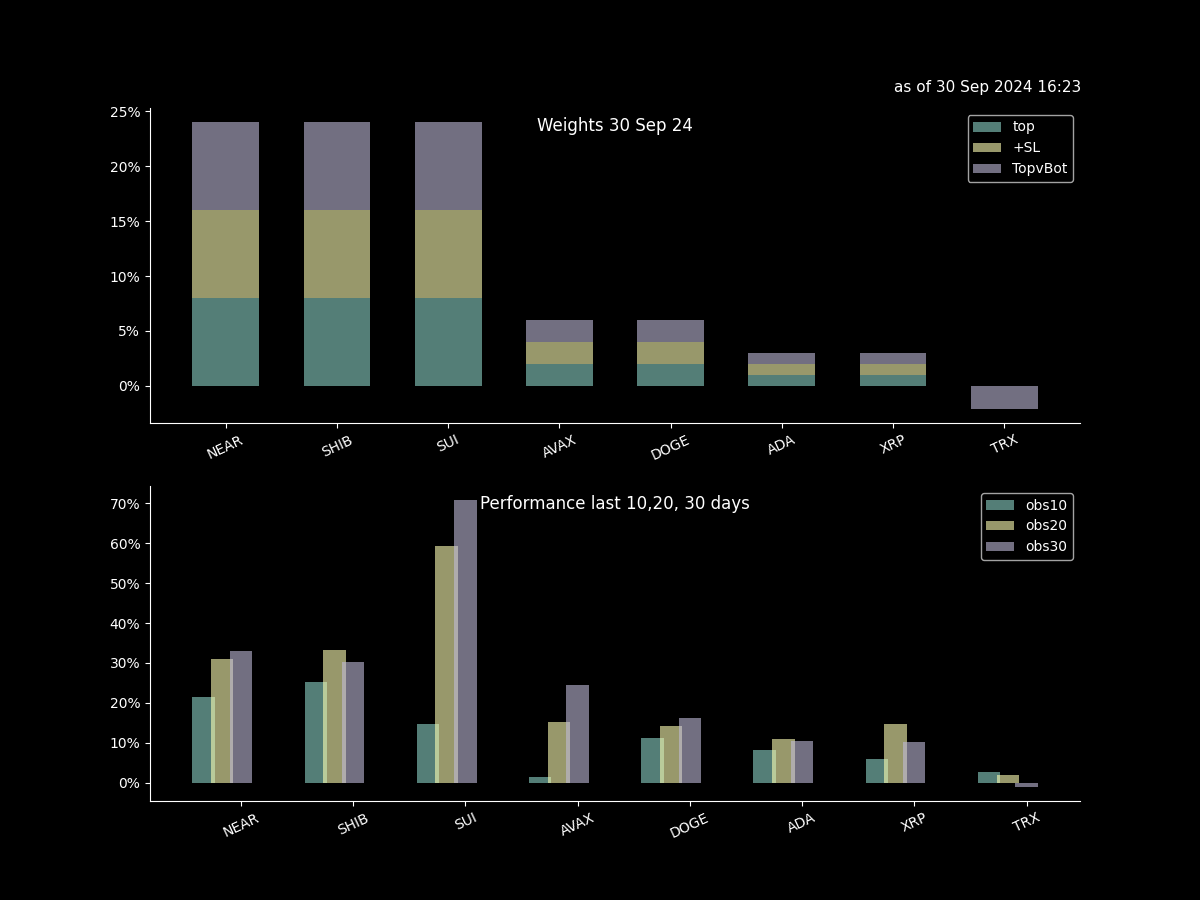 as of 30 Sep 2024 16:23
Weights 30 Sep 24
top
+SL
TopvBot
25%
20%
15%
10%
5%
0%
NEAR SHIB SUI AVAX DOGE ADA XRP TRX
Performance last 10,20, 30 days
obs10
obs20
obs30
70%
60%
50%
40%
30%
20%
10%
0%
NEAR SHIB SUI AVAX DOGE ADA XRP TRX